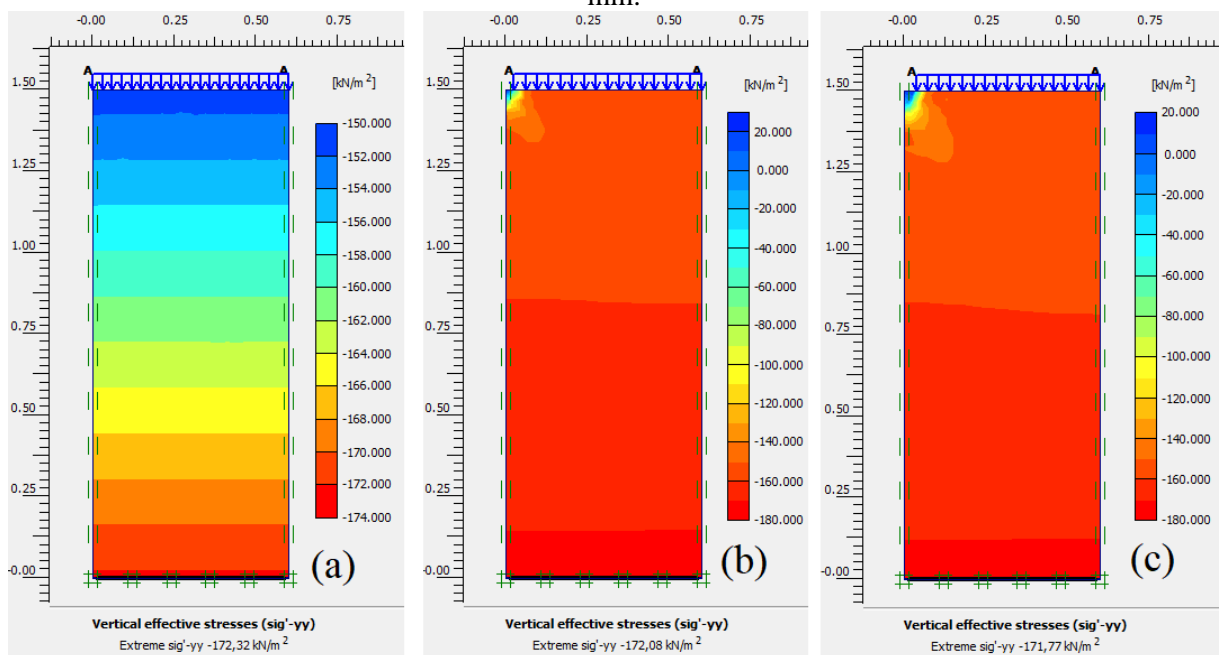 mm.
-0.00 0.25 0.50 0.75
A A
[kN/m ²]
1.50
1.25
1.00
0.75
0.50
0.25
-0.00
-150.000
-152.000
-154.000
-156.000
-158.000
-160.000
-162.000
-164.000
-166.000
-168.000
-170.000
-172.000
-174.000
(a)
Vertical effective stresses (sig'-yy)
Extreme sig'-yy -172,32 kN/m ²
-0.00 0.25 0.50 0.75
A A
[kN/m ²]
1.50
1.25
1.00
0.75
0.50
0.25
-0.00
20.000
0.000
-20.000
-40.000
-60.000
-80.000
-100.000
-120.000
-140.000
-160.000
-180.000
(b)
Vertical effective stresses (sig'-yy)
Extreme sig'-yy -172,08 kN/m ²
-0.00 0.25 0.50 0.75
A A
[kN/m ²]
1.50
1.25
1.00
0.75
0.50
0.25
-0.00
20.000
0.000
-20.000
-40.000
-60.000
-80.000
-100.000
-120.000
-140.000
-160.000
-180.000
(c)
Vertical effective stresses (sig'-yy)
Extreme sig'-yy -171,77 kN/m ²